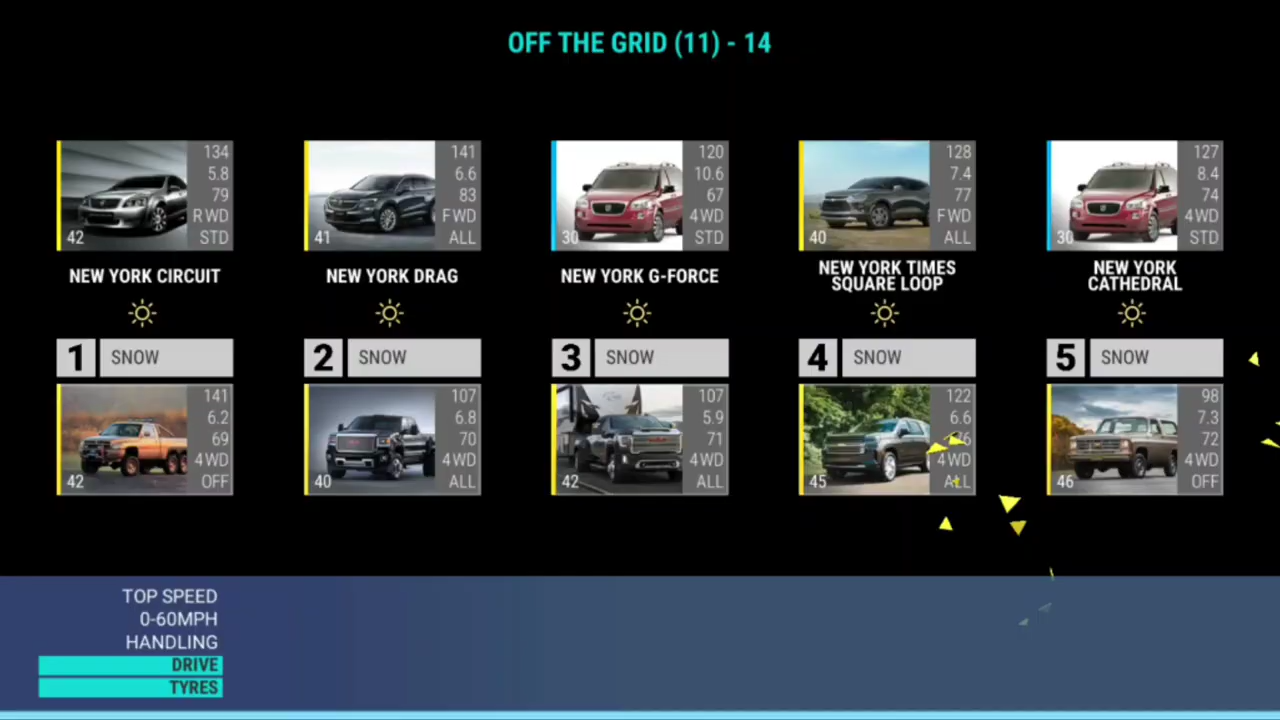 OFF THE GRID (11) - 14
134
5.8
79
RWD
42 STD
141
6.6
83
FWD
41 ALL
120
10.6
67
4WD
30 STD
128
7.4
77
FWD
40 ALL
127
8.4
74
4WD
30 STD
NEW YORK CIRCUIT
NEW YORK DRAG
NEW YORK G-FORCE
NEW YORK TIMES
SQUARE LOOP
NEW YORK
CATHEDRAL
1 SNOW
2 SNOW
3 SNOW
4 SNOW
5 SNOW
141
6.2
69
4WD
42 OFF
107
6.8
70
4WD
40 ALL
107
5.9
71
4WD
42 ALL
122
6.6
4WD
45 ALL
98
7.3
72
4WD
46 OFF
TOP SPEED
0-60MPH
HANDLING
DRIVE
TYRES